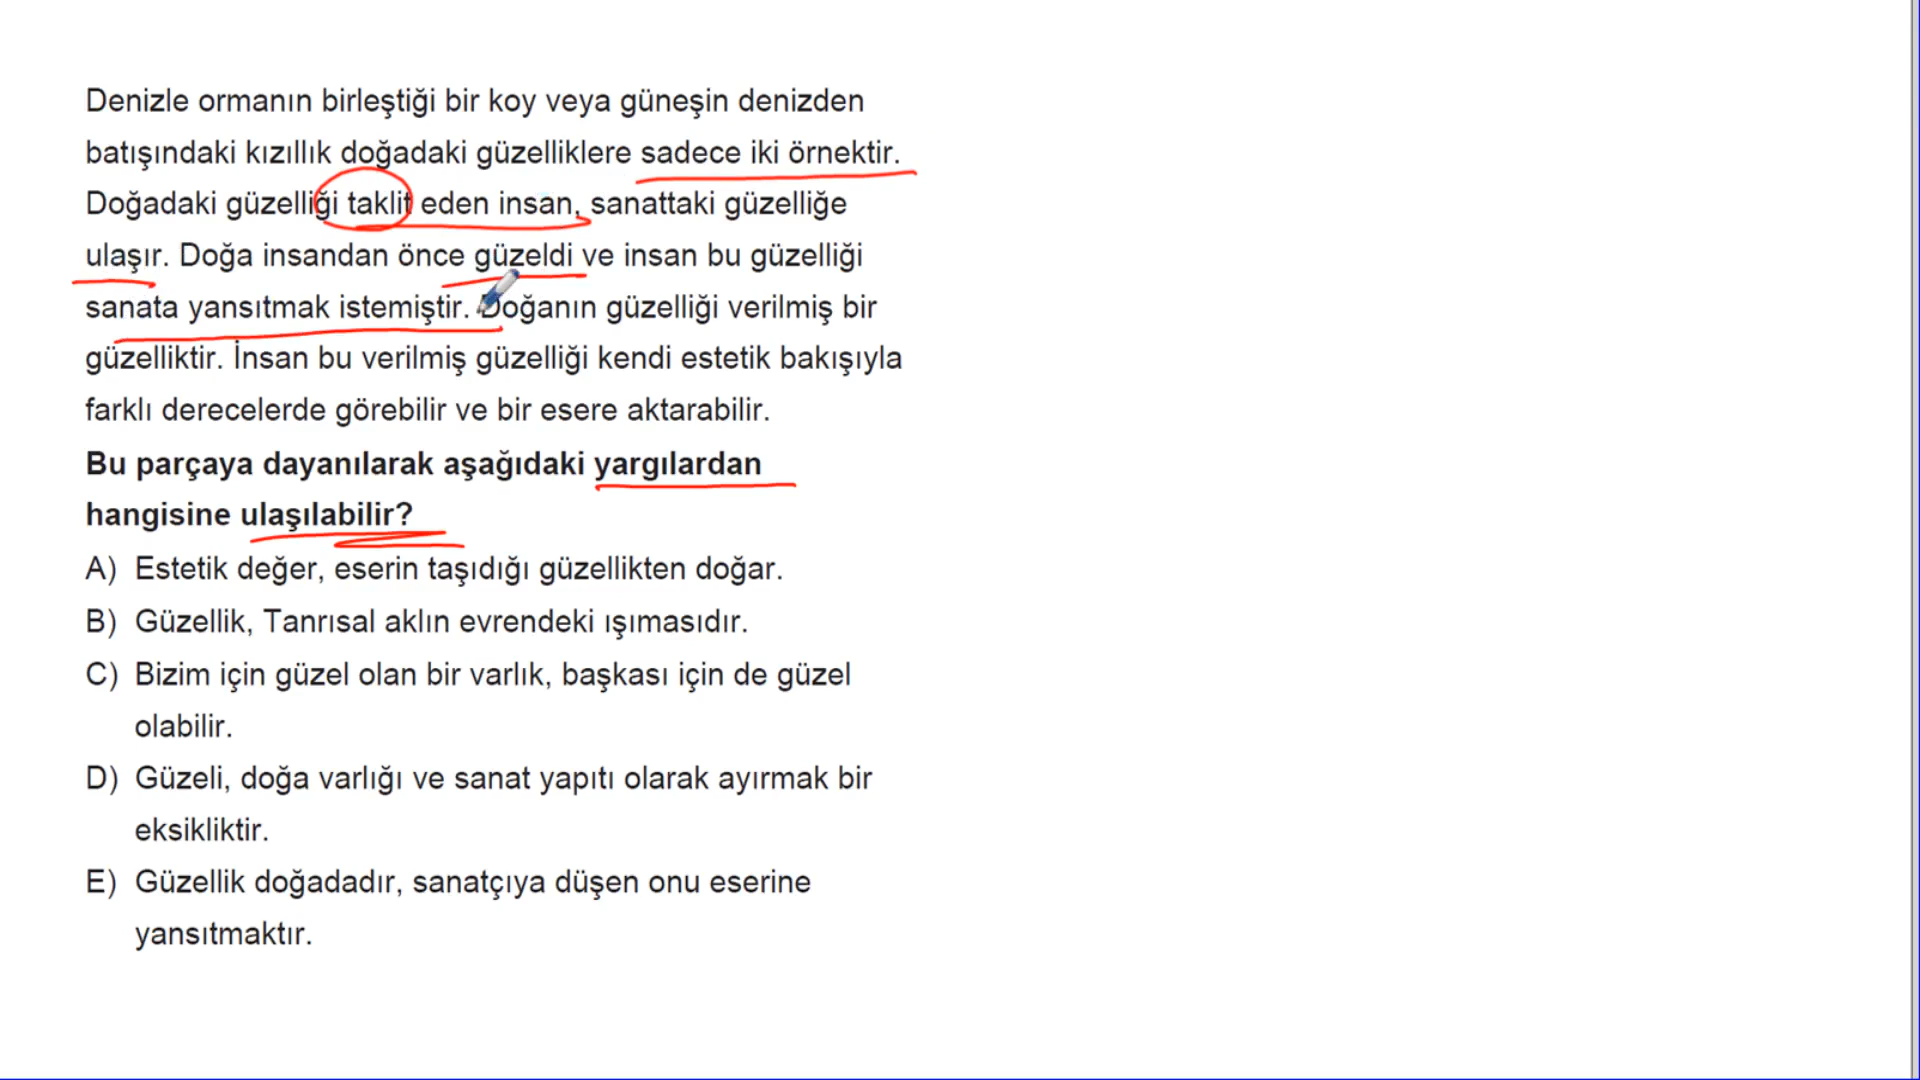 Denizle ormanın birleştiği bir koy veya güneşin denizden
batışındaki kızıllık doğadaki güzelliklere sadece iki örnektir.
Doğadaki güzelliği taklit eden insan, sanattaki güzelliğe
ulaşır. Doğa insandan önce güzeldi ve insan bu güzelliği
sanata yansıtmak istemiştir. Doğanın güzelliği verilmiş bir
güzelliktir. İnsan bu verilmiş güzelliği kendi estetik bakışıyla
farklı derecelerde görebilir ve bir esere aktarabilir.
Bu parçaya dayanılarak aşağıdaki yargılardan
hangisine ulaşılabilir?
A) Estetik değer, eserin taşıdığı güzellikten doğar.
B) Güzellik, Tanrısal aklın evrendeki ışımasıdır.
C) Bizim için güzel olan bir varlık, başkası için de güzel
olabilir.
D) Güzeli, doğa varlığı ve sanat yapıtı olarak ayırmak bir
eksikliktir.
E) Güzellik doğadadır, sanatçıya düşen onu eserine
yansıtmaktır.